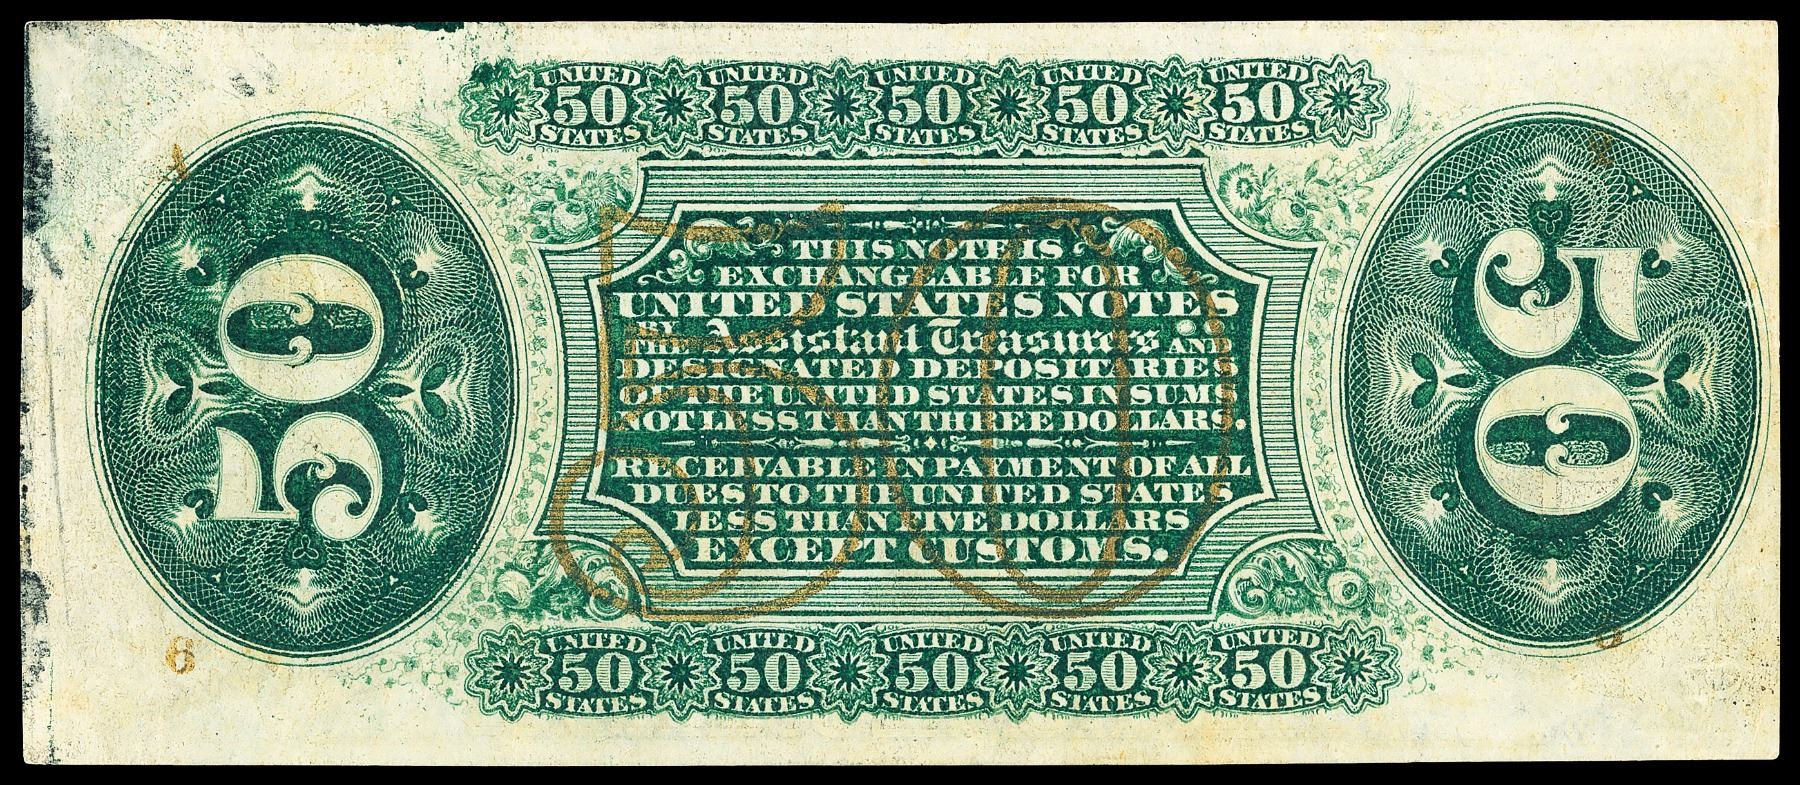 UNITED UNITED UNITED UNITED UNITED
50 50 50 50 50
STATES STATES STATES STATES STATES
THIS NOTE IS
EXCHANGEABLE FOR
UNITED STATES NOTES
BY THE Assistant Treasurers AND
DESIGNATED DEPOSITARIES
OF THE UNITED STATES IN SUMS
NOT LESS THAN THREE DOLLARS.
RECEIVABLE IN PAYMENT OF ALL
DUES TO THE UNITED STATES
LESS THAN FIVE DOLLARS
EXCEPT CUSTOMS.
50
50
50
6
UNITED UNITED UNITED UNITED UNITED
50 50 50 50 50
STATES STATES STATES STATES STATES